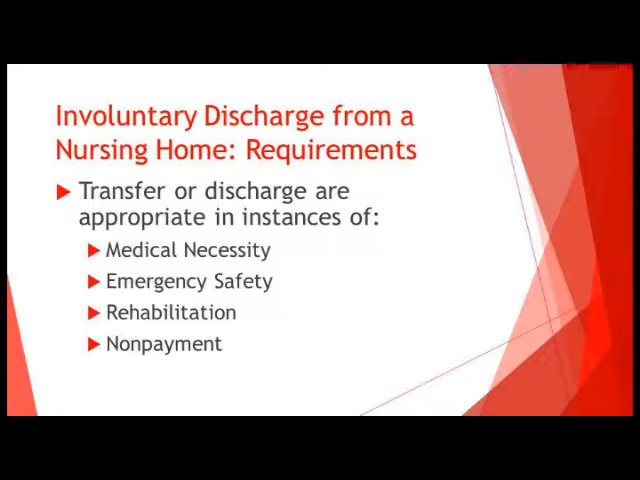 Involuntary Discharge from a
Nursing Home: Requirements
Transfer or discharge are
appropriate in instances of:
Medical Necessity
Emergency Safety
Rehabilitation
Nonpayment